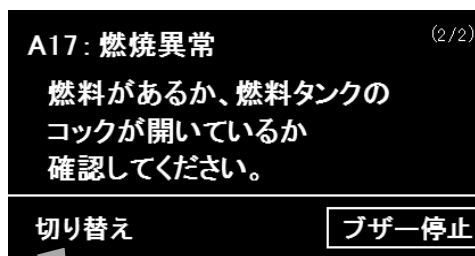 A17: 燃焼異常 (2/2)
燃料があるか、燃料タンクの
コックが開いているか
確認してください。
切り替え ブザー停止